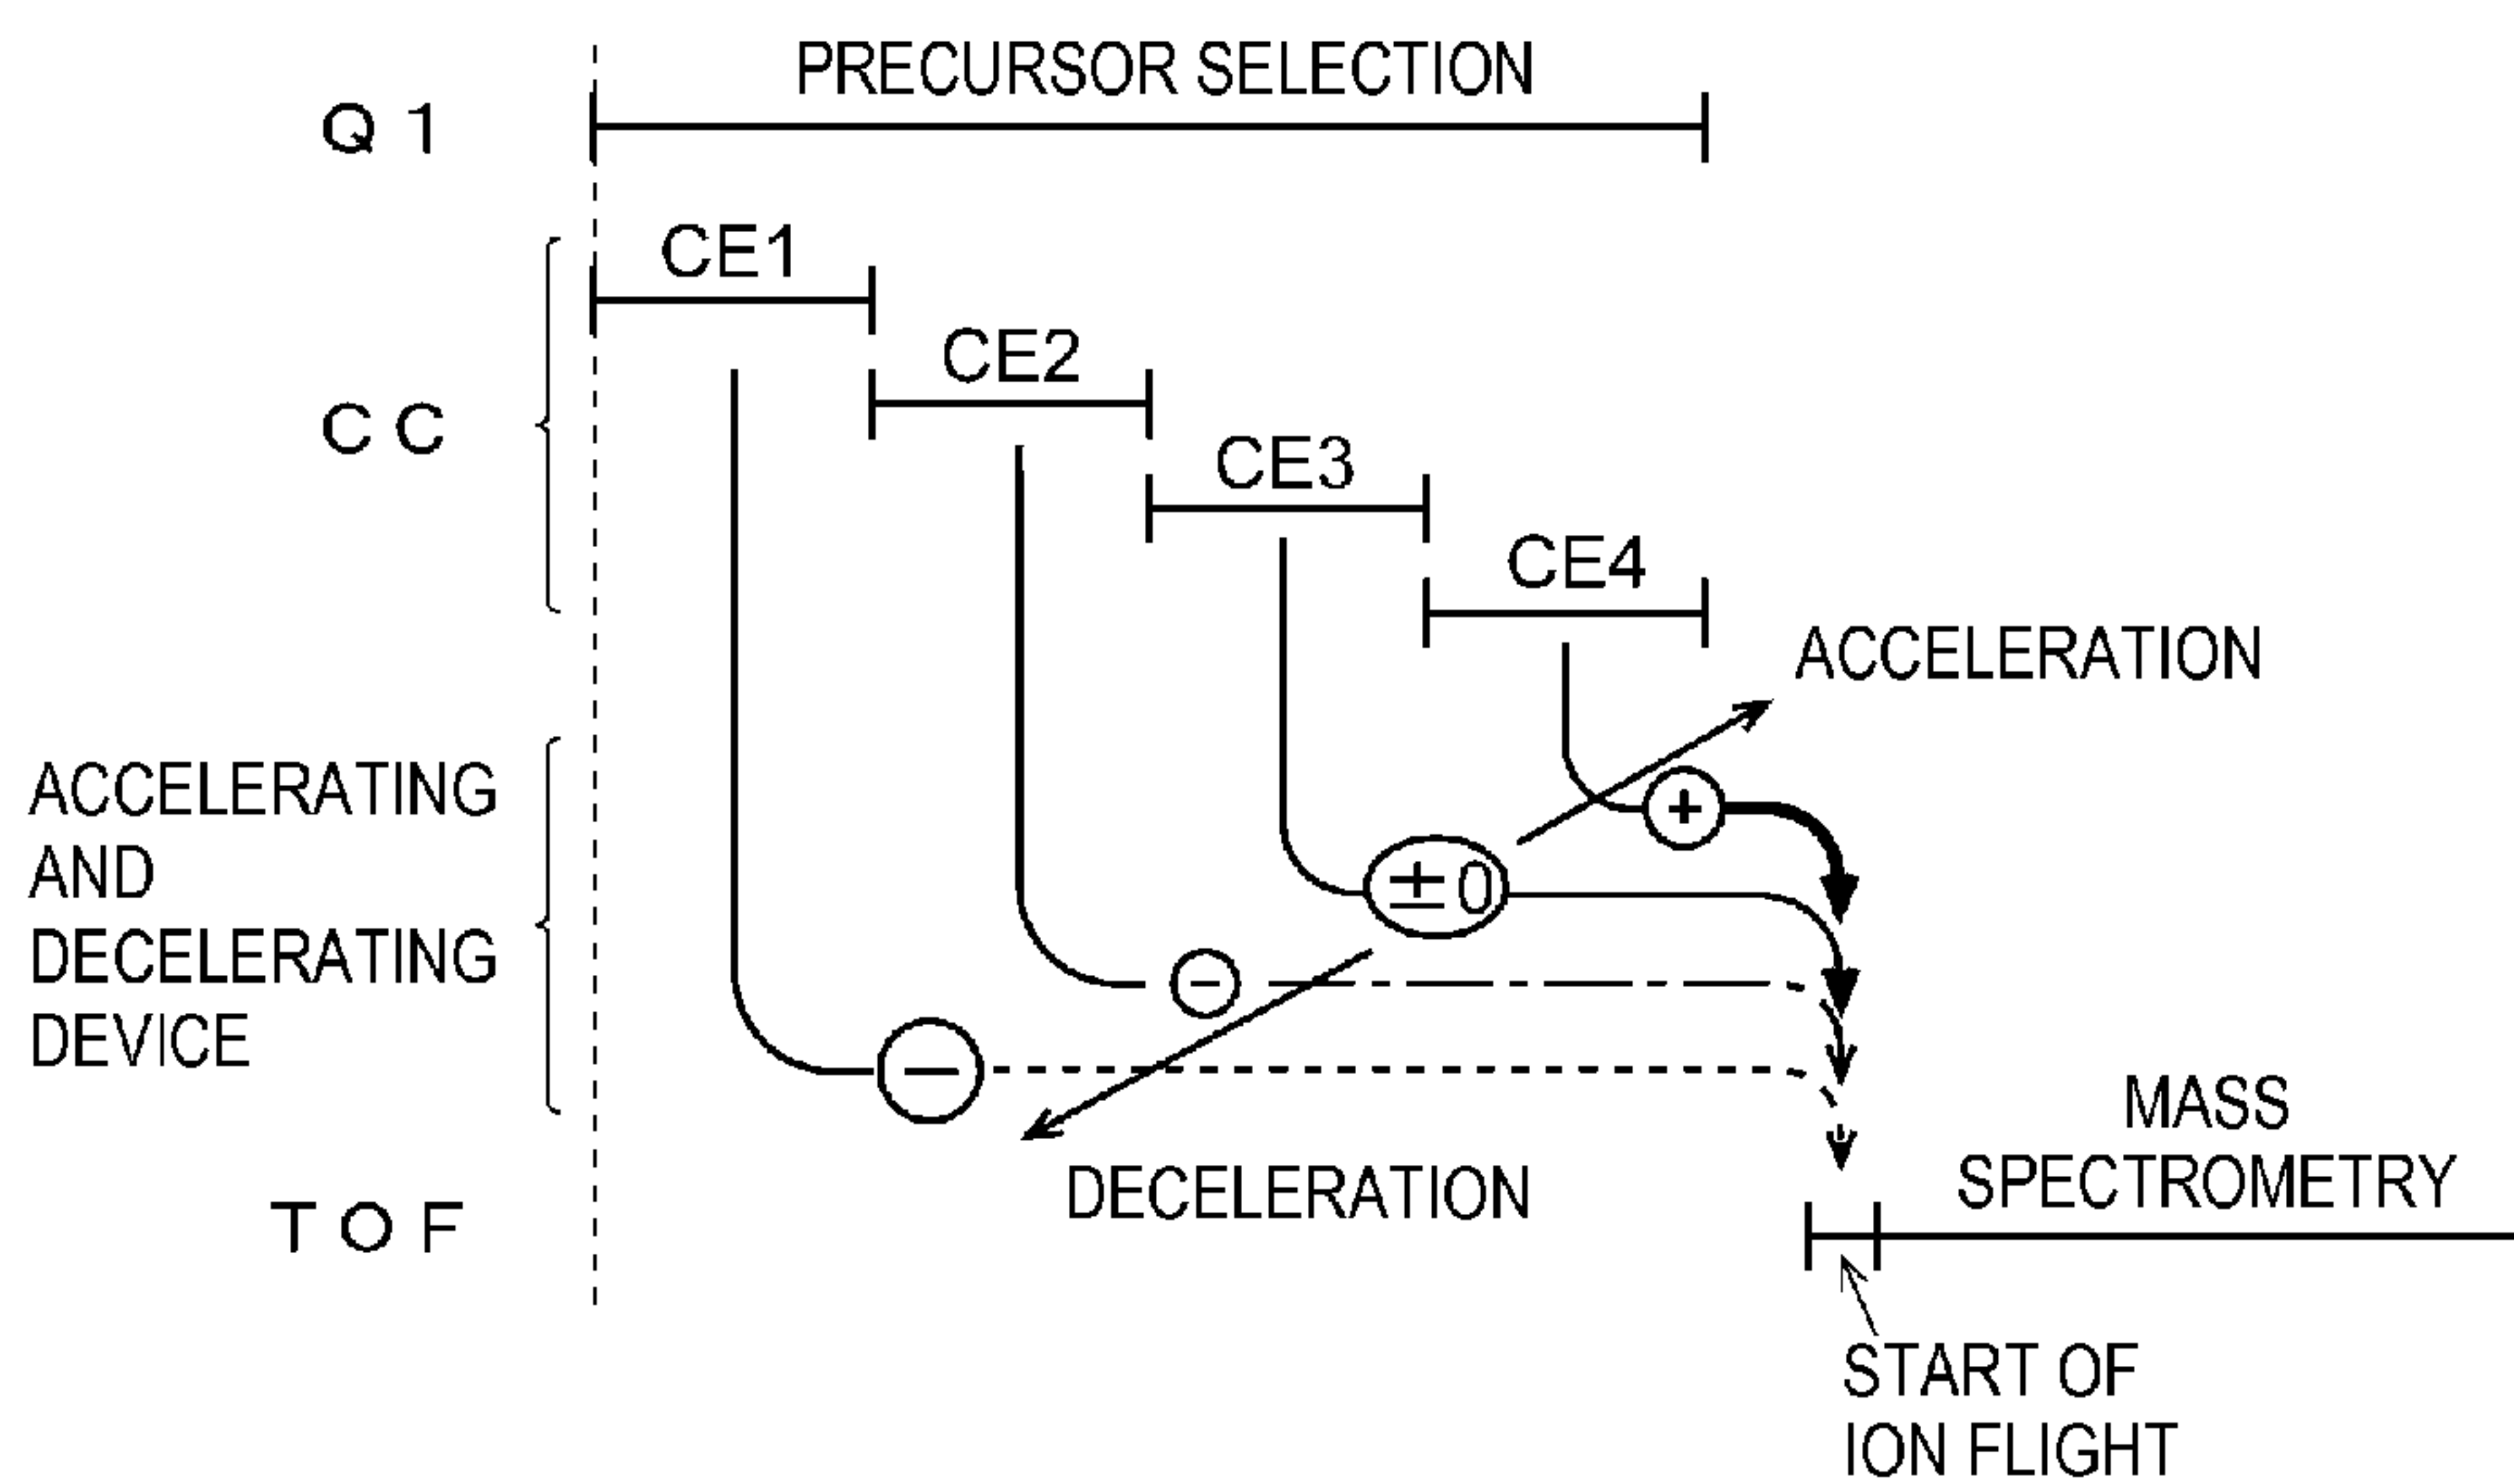 PRECURSOR SELECTION
Q 1
CE1
CE2
C C
CE3
CE4
ACCELERATION
ACCELERATING
AND
DECELERATING
DEVICE
+
±0
−
−
DECELERATION
MASS
SPECTROMETRY
T O F
START OF
ION FLIGHT